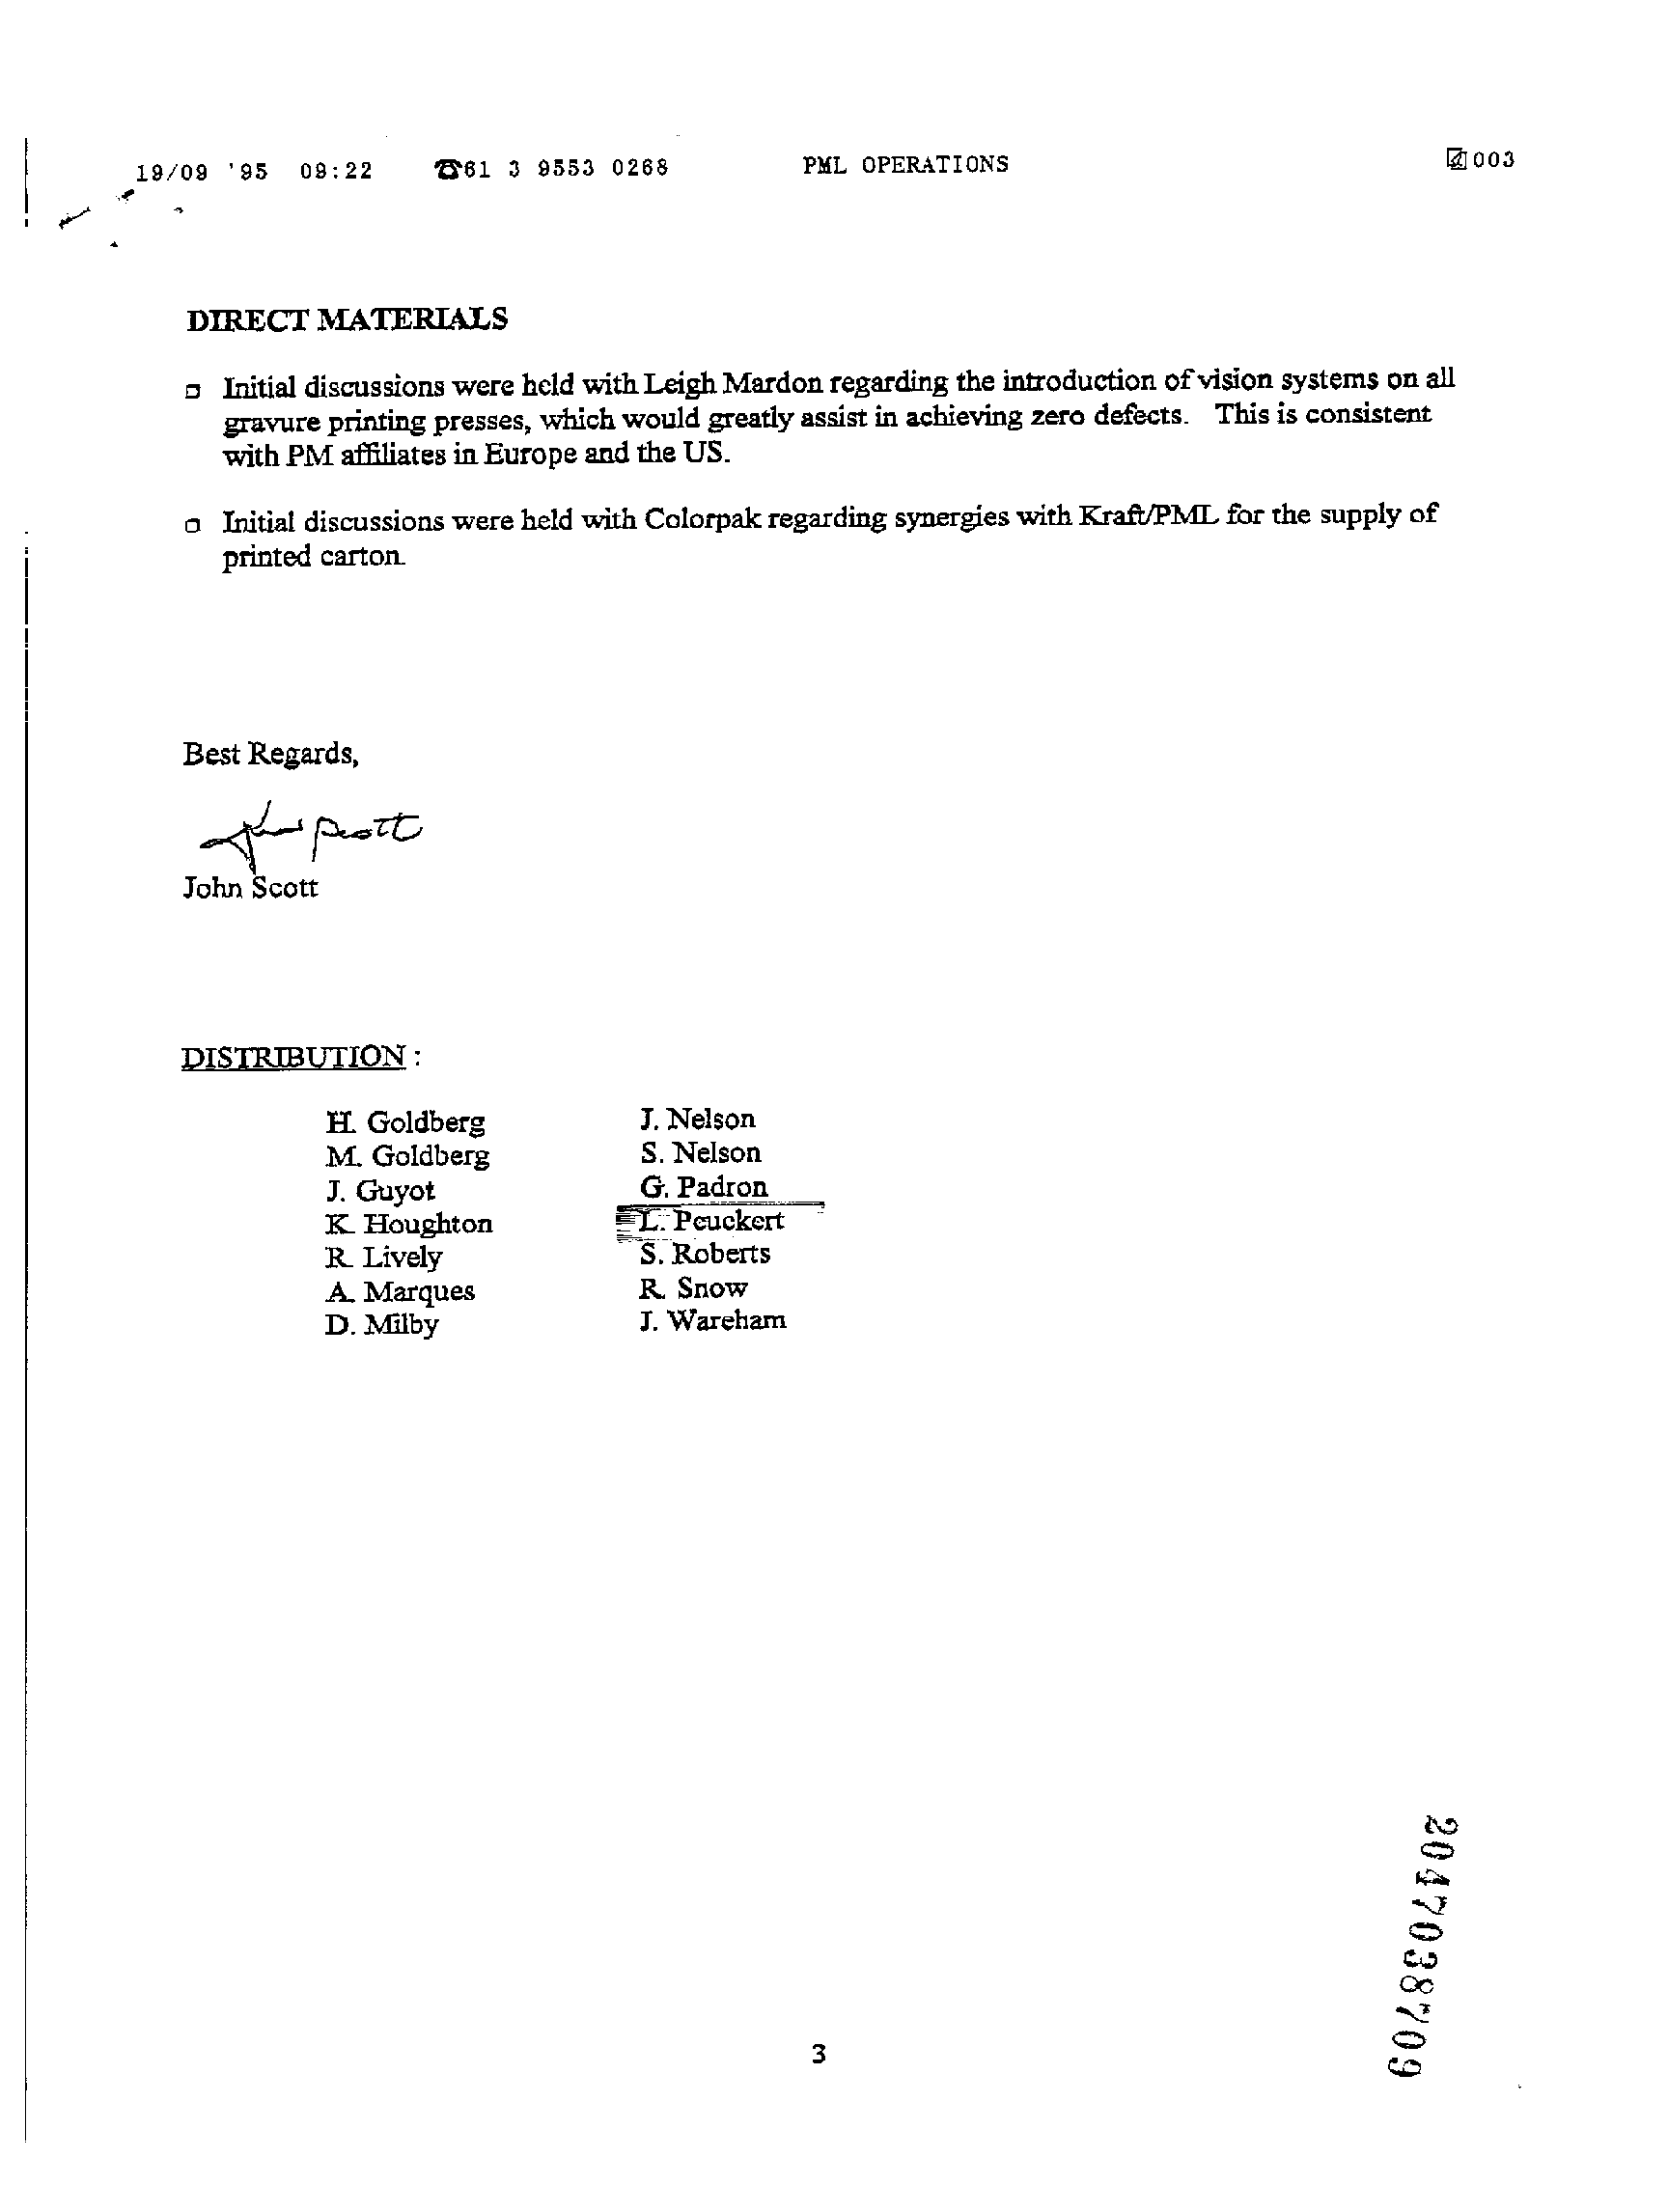 19/09 '95 09:22 ☎61 3 9553 0268 PML OPERATIONS 003
DIRECT MATERIALS
Initial discussions were held with Leigh Mardon regarding the introduction of vision systems on all
gravure printing presses, which would greatly assist in achieving zero defects. This is consistent
with PM affiliates in Europe and the US.
Initial discussions were held with Colorpak regarding synergies with Kraft/PML for the supply of
printed carton.
Best Regards,
John Scott
John Scott
DISTRIBUTION :
H. Goldberg
M. Goldberg
J. Guyot
K. Houghton
R. Lively
A. Marques
D. Milby
J. Nelson
S. Nelson
G. Padron
L. Peuckert
S. Roberts
R. Snow
J. Wareham
2047038709
3